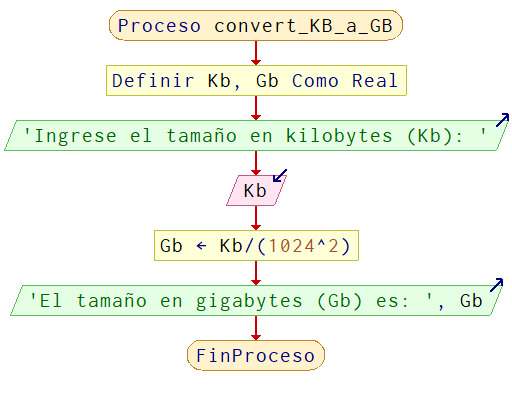 Proceso convert_KB_a_GB
Definir Kb, Gb Como Real
'Ingrese el tamaño en kilobytes (Kb): '
Kb
Gb ← Kb/(1024^2)
'El tamaño en gigabytes (Gb) es: ', Gb
FinProceso